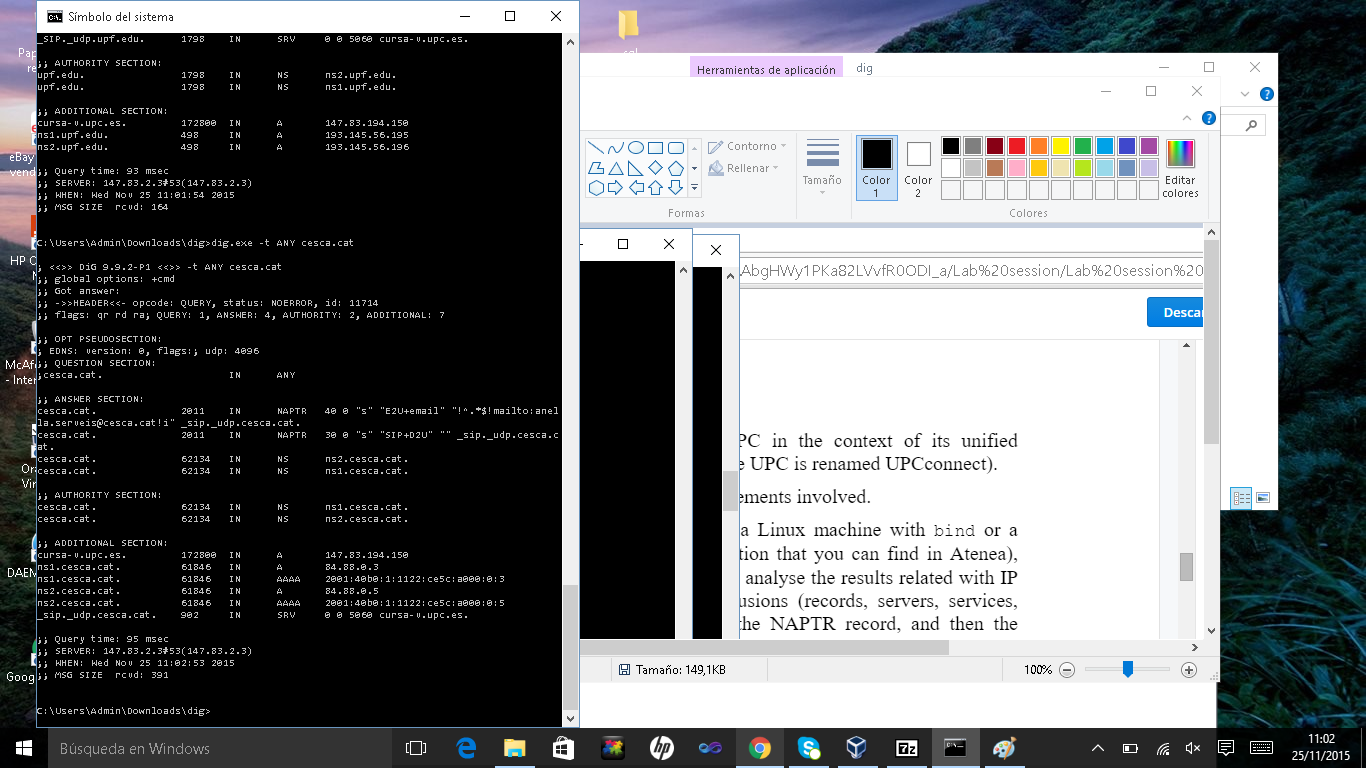 Símbolo del sistema
_SIP._udp.upf.edu. 1798 IN SRV 0 0 5060 cursa-v.upc.es.
;; AUTHORITY SECTION:
upf.edu. 1798 IN NS ns2.upf.edu.
upf.edu. 1798 IN NS ns1.upf.edu.
;; ADDITIONAL SECTION:
cursa-v.upc.es. 172800 IN A 147.83.194.150
ns1.upf.edu. 498 IN A 193.145.56.195
ns2.upf.edu. 498 IN A 193.145.56.196
;; Query time: 93 msec
;; SERVER: 147.83.2.3#53(147.83.2.3)
;; WHEN: Wed Nov 25 11:01:54 2015
;; MSG SIZE rcvd: 164
C:\Users\Admin\Downloads\dig>dig.exe -t ANY cesca.cat
; <<>> DiG 9.9.2-P1 <<>> -t ANY cesca.cat
;; global options: +cmd
;; Got answer:
;; ->>HEADER<<- opcode: QUERY, status: NOERROR, id: 11714
;; flags: qr rd ra; QUERY: 1, ANSWER: 4, AUTHORITY: 2, ADDITIONAL: 7
;; OPT PSEUDOSECTION:
; EDNS: version: 0, flags:; udp: 4096
;; QUESTION SECTION:
;cesca.cat. IN ANY
;; ANSWER SECTION:
cesca.cat. 2011 IN NAPTR 40 0 "s" "E2U+email" "!^.*$!mailto:anel
la.serveis@cesca.cat!i" _sip._udp.cesca.cat.
cesca.cat. 2011 IN NAPTR 30 0 "s" "SIP+D2U" "" _sip._udp.cesca.c
at.
cesca.cat. 62134 IN NS ns2.cesca.cat.
cesca.cat. 62134 IN NS ns1.cesca.cat.
;; AUTHORITY SECTION:
cesca.cat. 62134 IN NS ns1.cesca.cat.
cesca.cat. 62134 IN NS ns2.cesca.cat.
;; ADDITIONAL SECTION:
cursa-v.upc.es. 172800 IN A 147.83.194.150
ns1.cesca.cat. 61846 IN A 84.88.0.3
ns1.cesca.cat. 61846 IN AAAA 2001:40b0:1:1122:ce5c:a000:0:3
ns2.cesca.cat. 61846 IN A 84.88.0.5
ns2.cesca.cat. 61846 IN AAAA 2001:40b0:1:1122:ce5c:a000:0:5
_sip._udp.cesca.cat. 902 IN SRV 0 0 5060 cursa-v.upc.es.
;; Query time: 95 msec
;; SERVER: 147.83.2.3#53(147.83.2.3)
;; WHEN: Wed Nov 25 11:02:53 2015
;; MSG SIZE rcvd: 391
C:\Users\Admin\Downloads\dig>
Herramientas de aplicación dig
Contorno
Rellenar
Formas
Tamaño
Color 1
Color 2
Editar colores
Colores
AbgHWy1PKa82LVvfR0ODI_a/Lab%20session/Lab%20session%20
Descar
PC in the context of its unified
e UPC is renamed UPCconnect).
ements involved.
a Linux machine with bind or a
tion that you can find in Atenea),
analyse the results related with IP
usions (records, servers, services,
the NAPTR record, and then the
Tamaño: 149,1KB
100%
eBay
HP
McAf
- Inter
DAEM
Goog
Búsqueda en Windows
11:02
25/11/2015